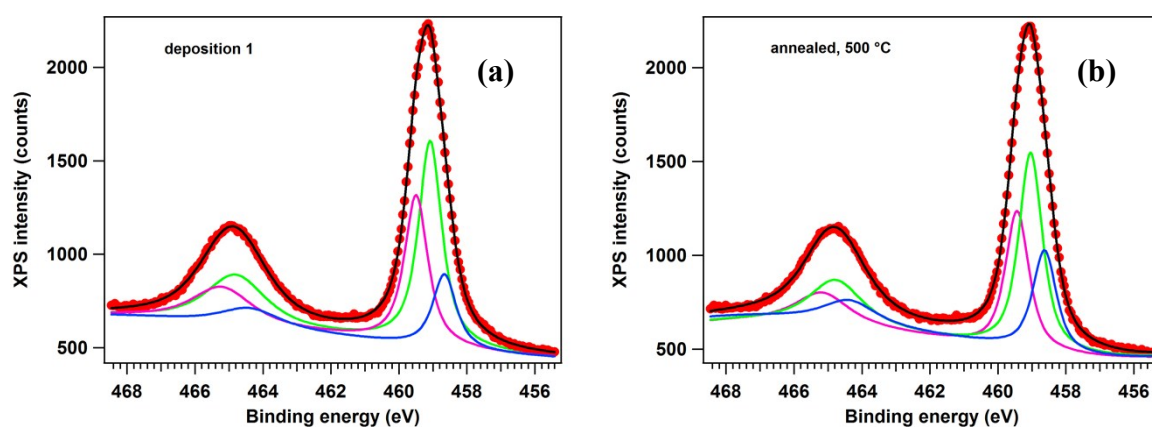 deposition 1
(a)
XPS intensity (counts)
2000
1500
1000
500
468 466 464 462 460 458 456
Binding energy (eV)
annealed, 500 °C
(b)
XPS intensity (counts)
2000
1500
1000
500
468 466 464 462 460 458 456
Binding energy (eV)